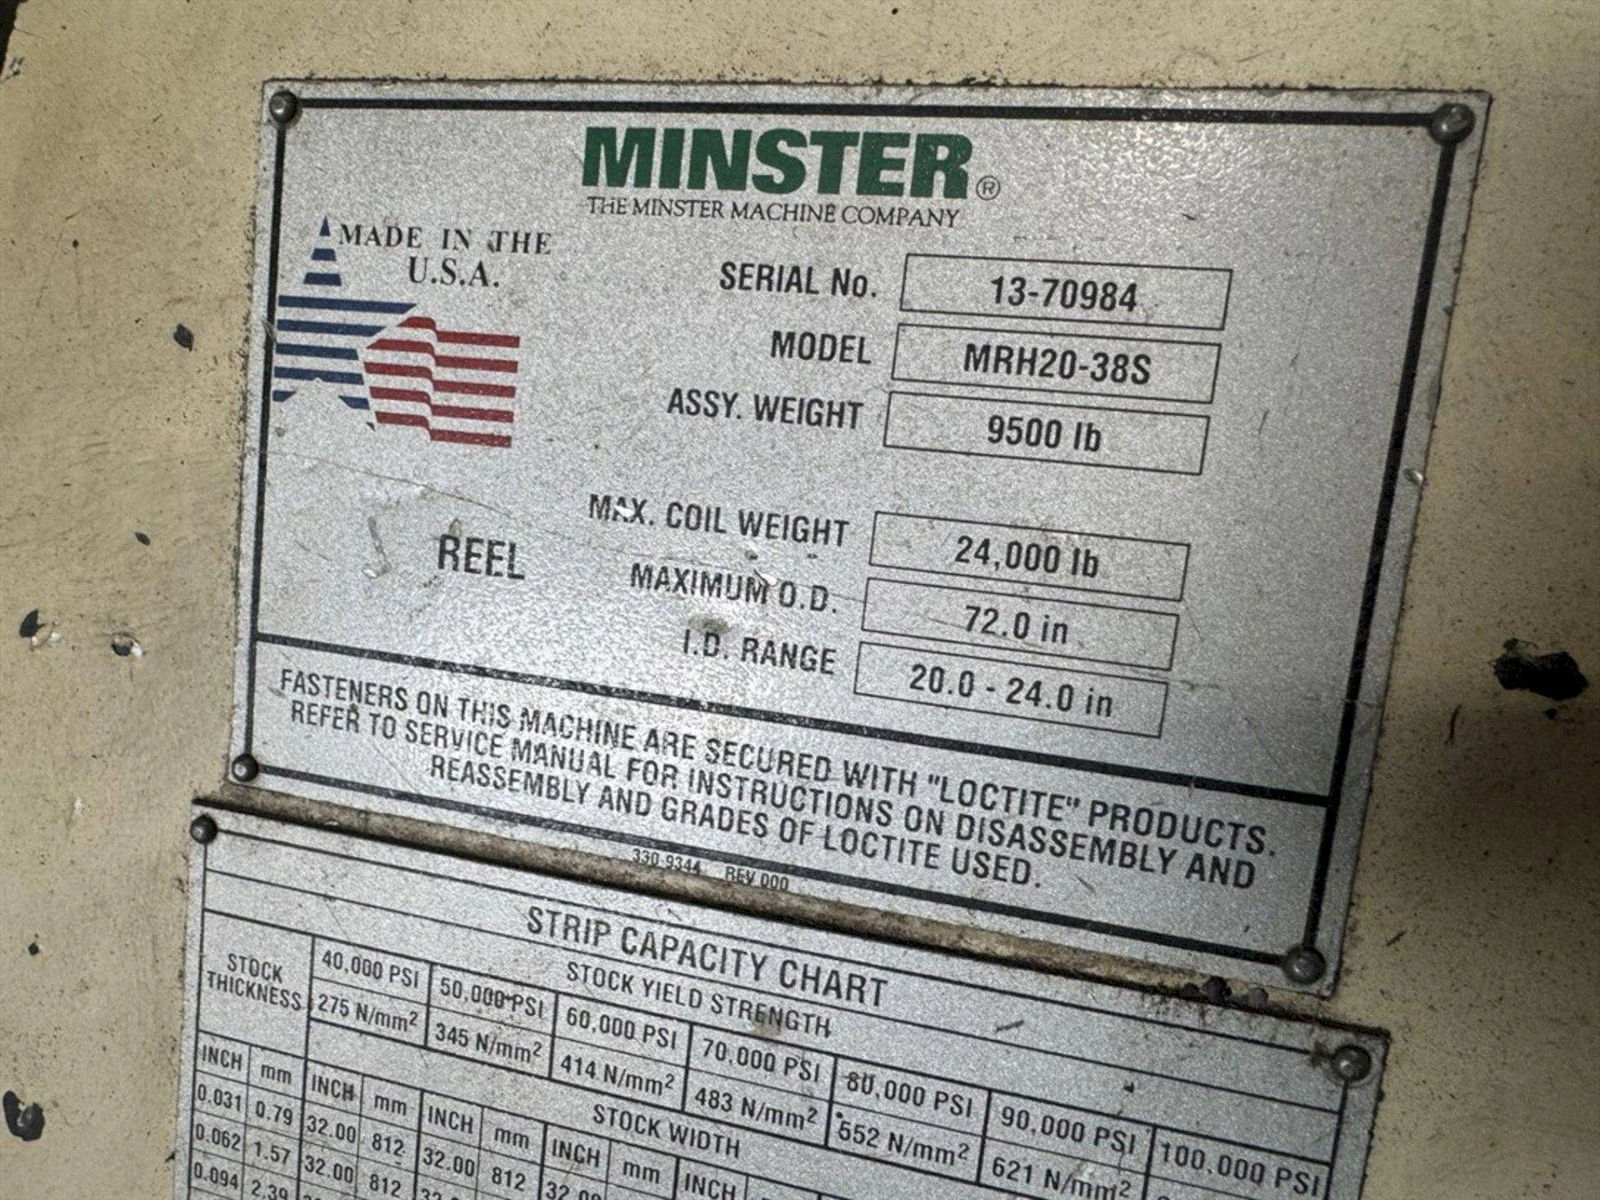 MINSTER®
THE MINSTER MACHINE COMPANY
MADE IN THE
U.S.A.
SERIAL No. 13-70984
MODEL MRH20-38S
ASSY. WEIGHT 9500 lb
REEL
MAX. COIL WEIGHT 24,000 lb
MAXIMUM O.D. 72.0 in
I.D. RANGE 20.0 - 24.0 in
FASTENERS ON THIS MACHINE ARE SECURED WITH "LOCTITE" PRODUCTS.
REFER TO SERVICE MANUAL FOR INSTRUCTIONS ON DISASSEMBLY AND
REASSEMBLY AND GRADES OF LOCTITE USED.
330-9344 REV 000
STRIP CAPACITY CHART
STOCK THICKNESS
STOCK YIELD STRENGTH
40,000 PSI 50,000 PSI 60,000 PSI 70,000 PSI 80,000 PSI 90,000 PSI 100,000 PSI
275 N/mm² 345 N/mm² 414 N/mm² 483 N/mm² 552 N/mm² 621 N/mm²
STOCK WIDTH
INCH mm INCH mm INCH mm INCH mm INCH
0.031 0.79 32.00 812 32.00 812 32.00
0.062 1.57 32.00 812
0.094 2.39